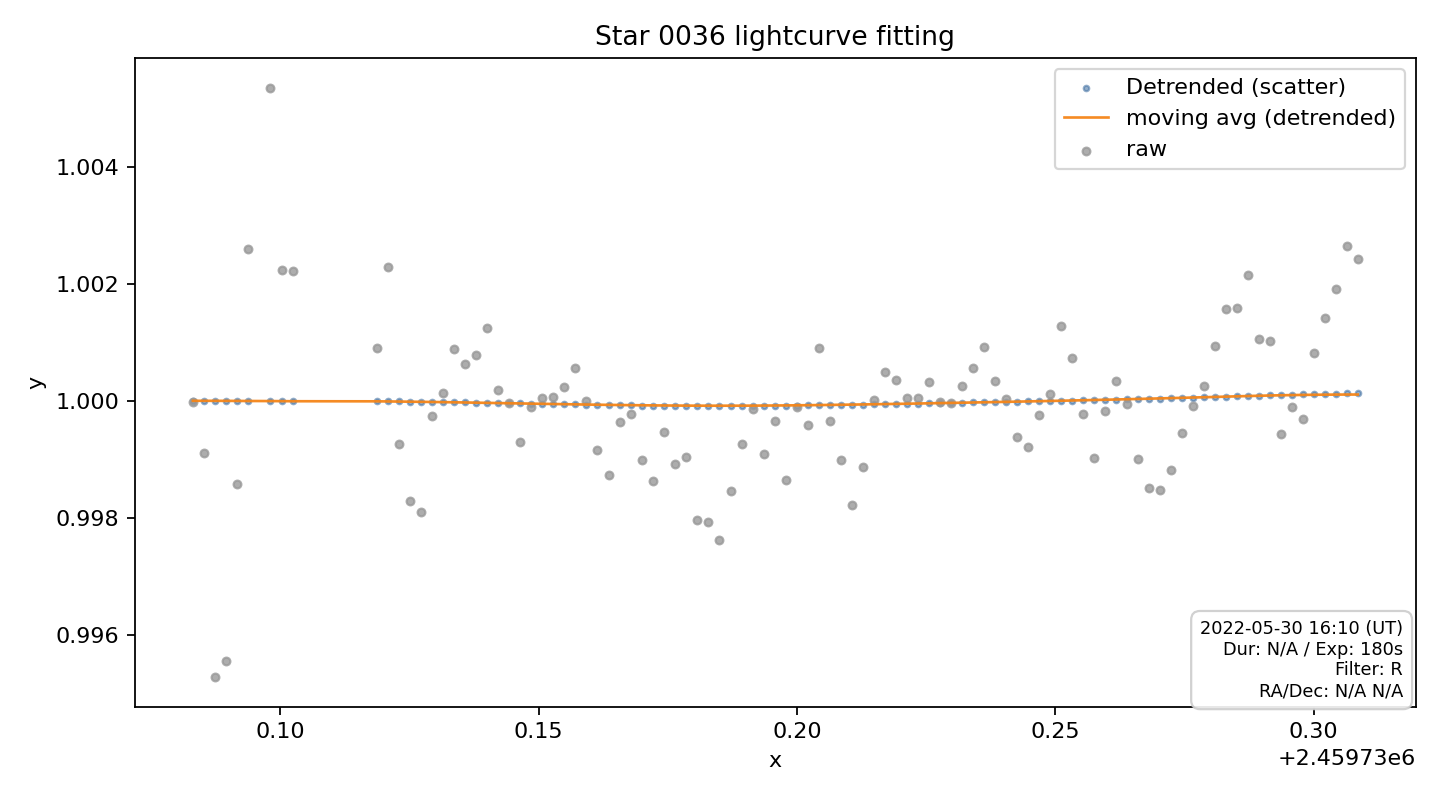 Star 0036 lightcurve fitting
Detrended (scatter)
moving avg (detrended)
raw
y
1.004
1.002
1.000
0.998
0.996
2022-05-30 16:10 (UT)
Dur: N/A / Exp: 180s
Filter: R
RA/Dec: N/A N/A
0.10 0.15 0.20 0.25 0.30
x
+2.45973e6